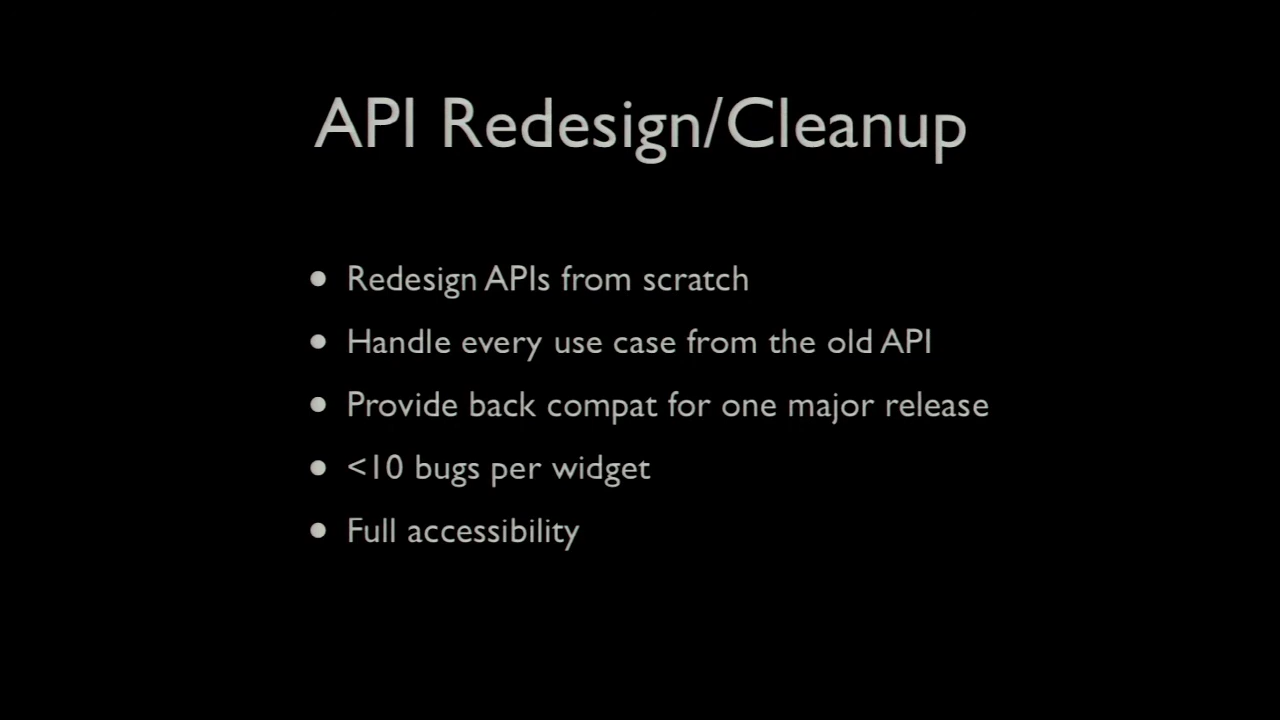 API Redesign/Cleanup
• Redesign APIs from scratch
• Handle every use case from the old API
• Provide back compat for one major release
• <10 bugs per widget
• Full accessibility